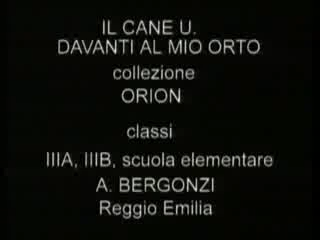 IL CANE U.
DAVANTI AL MIO ORTO
collezione
ORION
classi
IIIA, IIIB, scuola elementare
A. BERGONZI
Reggio Emilia